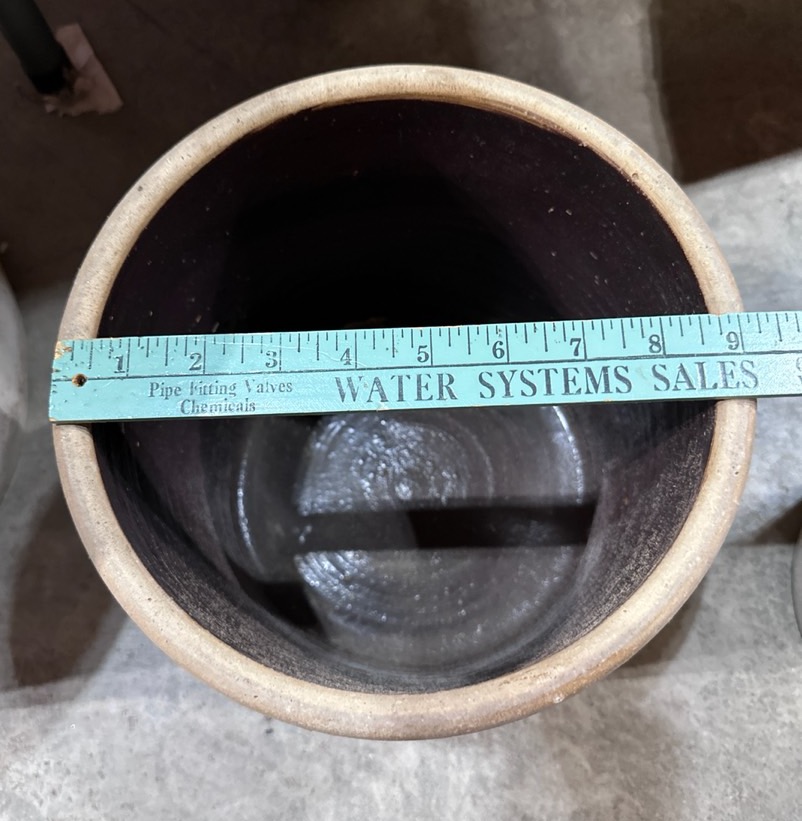 1 2 3 4 5 6 7 8 9
Pipe Fitting Valves
Chemicals
WATER SYSTEMS SALES